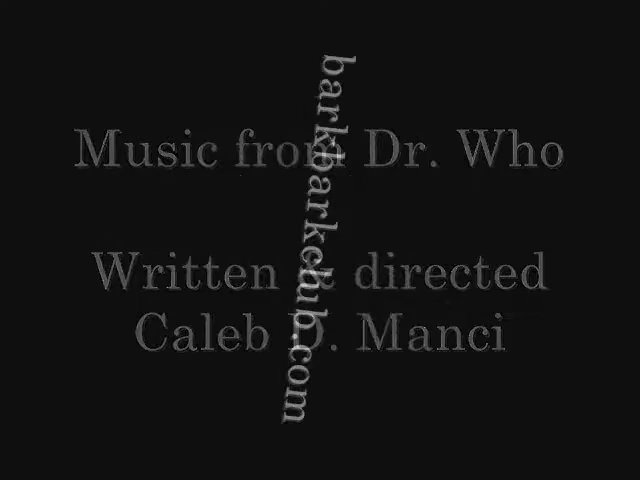 Music from Dr. Who
Written & directed
Caleb D. Manci
barkbarkclub.com